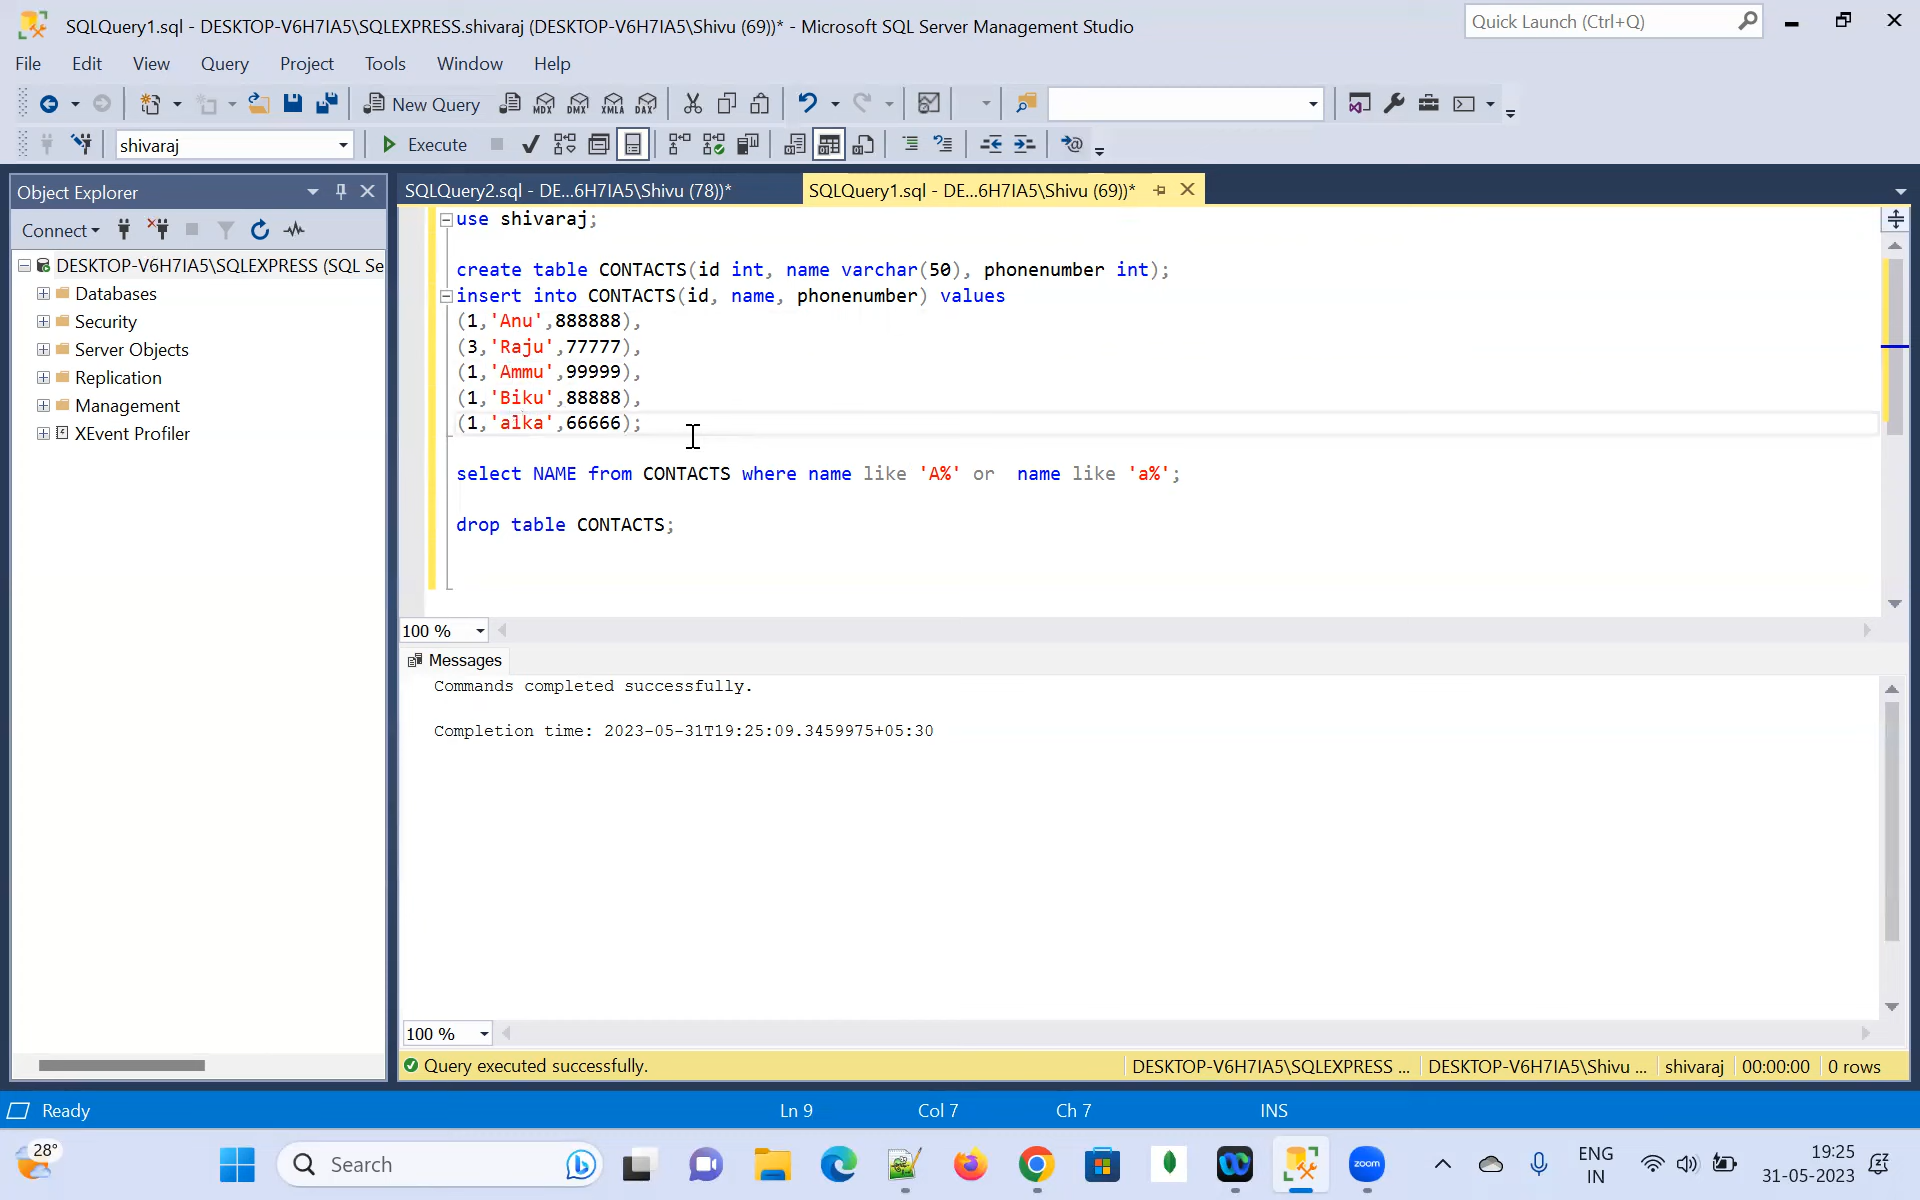 SQLQuery1.sql - DESKTOP-V6H7IA5\SQLEXPRESS.shivaraj (DESKTOP-V6H7IA5\Shivu (69))* - Microsoft SQL Server Management Studio
Quick Launch (Ctrl+Q)
File Edit View Query Project Tools Window Help
New Query MDX DMX XMLA DAX
shivaraj Execute
Object Explorer
SQLQuery2.sql - DE...6H7IA5\Shivu (78))* SQLQuery1.sql - DE...6H7IA5\Shivu (69))*
Connect
DESKTOP-V6H7IA5\SQLEXPRESS (SQL Se
Databases
Security
Server Objects
Replication
Management
XEvent Profiler
use shivaraj;
create table CONTACTS(id int, name varchar(50), phonenumber int);
insert into CONTACTS(id, name, phonenumber) values
(1,'Anu',888888),
(3,'Raju',77777),
(1,'Ammu',99999),
(1,'Biku',88888),
(1,'alka',66666);
select NAME from CONTACTS where name like 'A%' or  name like 'a%';
drop table CONTACTS;
100 %
Messages
Commands completed successfully.
Completion time: 2023-05-31T19:25:09.3459975+05:30
100 %
Query executed successfully. DESKTOP-V6H7IA5\SQLEXPRESS ... DESKTOP-V6H7IA5\Shivu ... shivaraj 00:00:00 0 rows
Ready Ln 9 Col 7 Ch 7 INS
28° Search zoom ENG 19:25
IN 31-05-2023